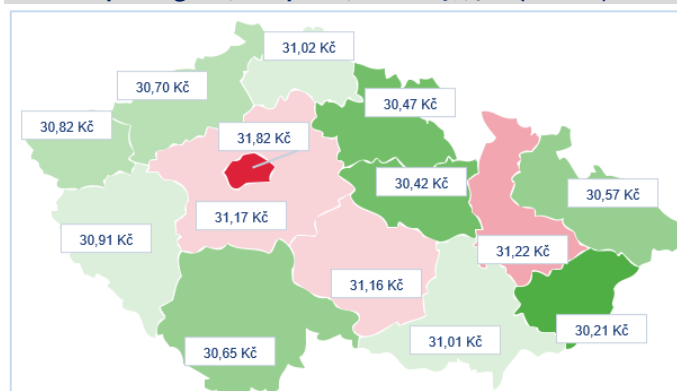 31,02 Kč
30,70 Kč
30,47 Kč
30,82 Kč
31,82 Kč
30,42 Kč
30,57 Kč
31,17 Kč
30,91 Kč
31,22 Kč
31,16 Kč
30,21 Kč
31,01 Kč
30,65 Kč